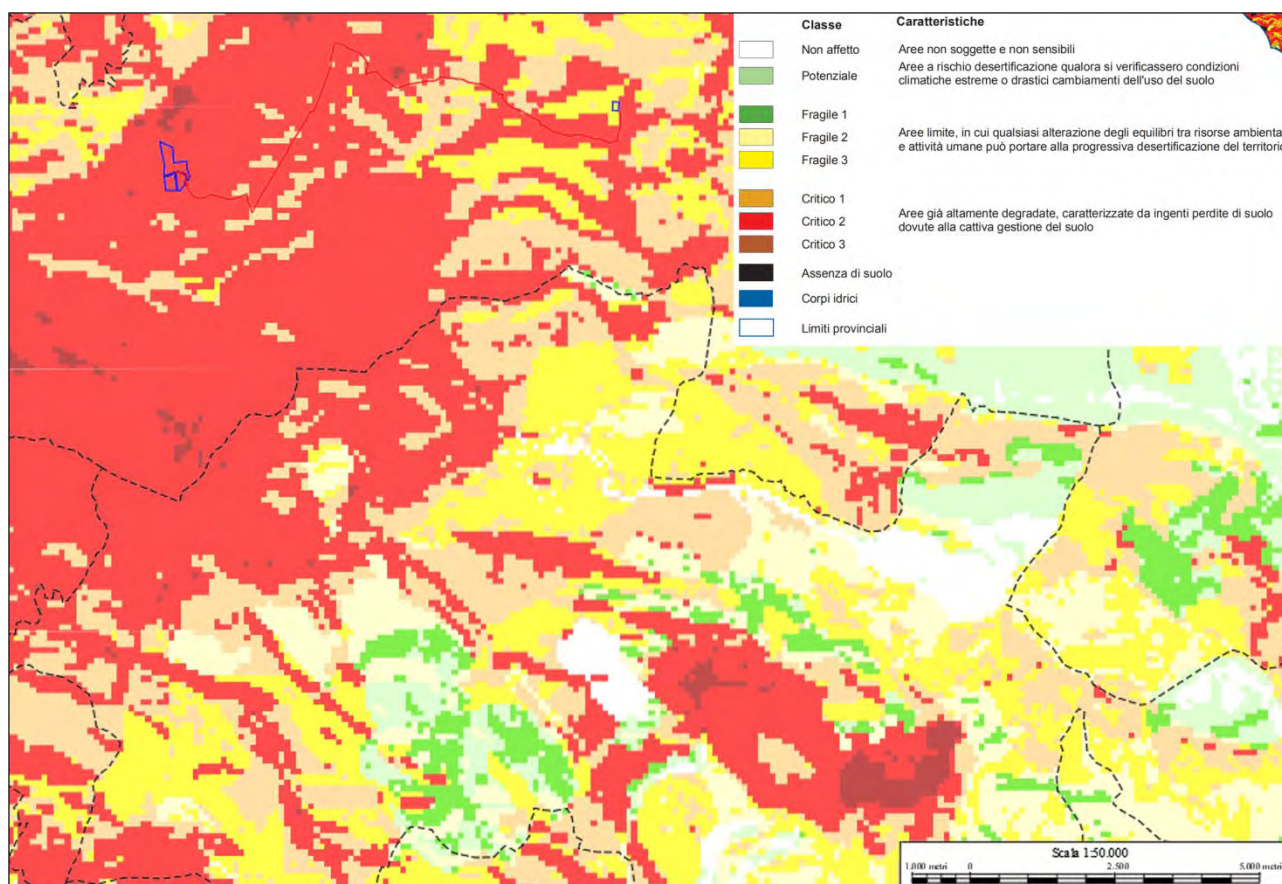 Classe Caratteristiche
Non affetto Aree non soggette e non sensibili
Potenziale Aree a rischio desertificazione qualora si verificassero condizioni
climatiche estreme o drastici cambiamenti dell'uso del suolo
Fragile 1
Fragile 2 Aree limite, in cui qualsiasi alterazione degli equilibri tra risorse ambienta
e attività umane può portare alla progressiva desertificazione del territorio
Fragile 3
Critico 1
Critico 2 Aree già altamente degradate, caratterizzate da ingenti perdite di suolo
dovute alla cattiva gestione del suolo
Critico 3
Assenza di suolo
Corpi idrici
Limiti provinciali
Scala 1:50.000
1.000 metri 0 2.500 5.000 metri